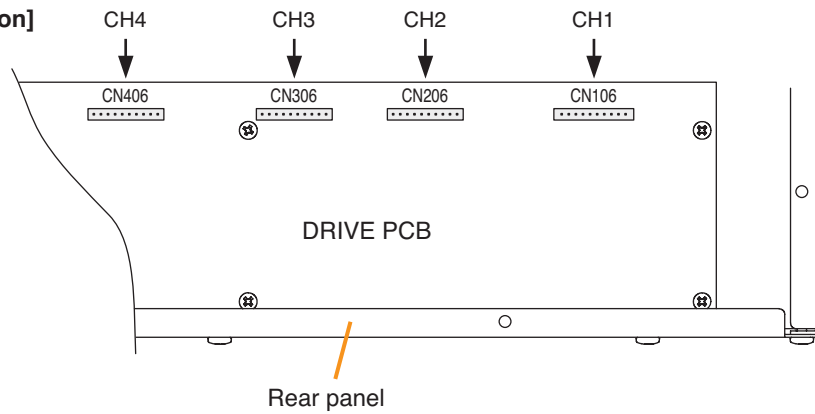 on]
CH4 CH3 CH2 CH1
CN406 CN306 CN206 CN106
DRIVE PCB
Rear panel